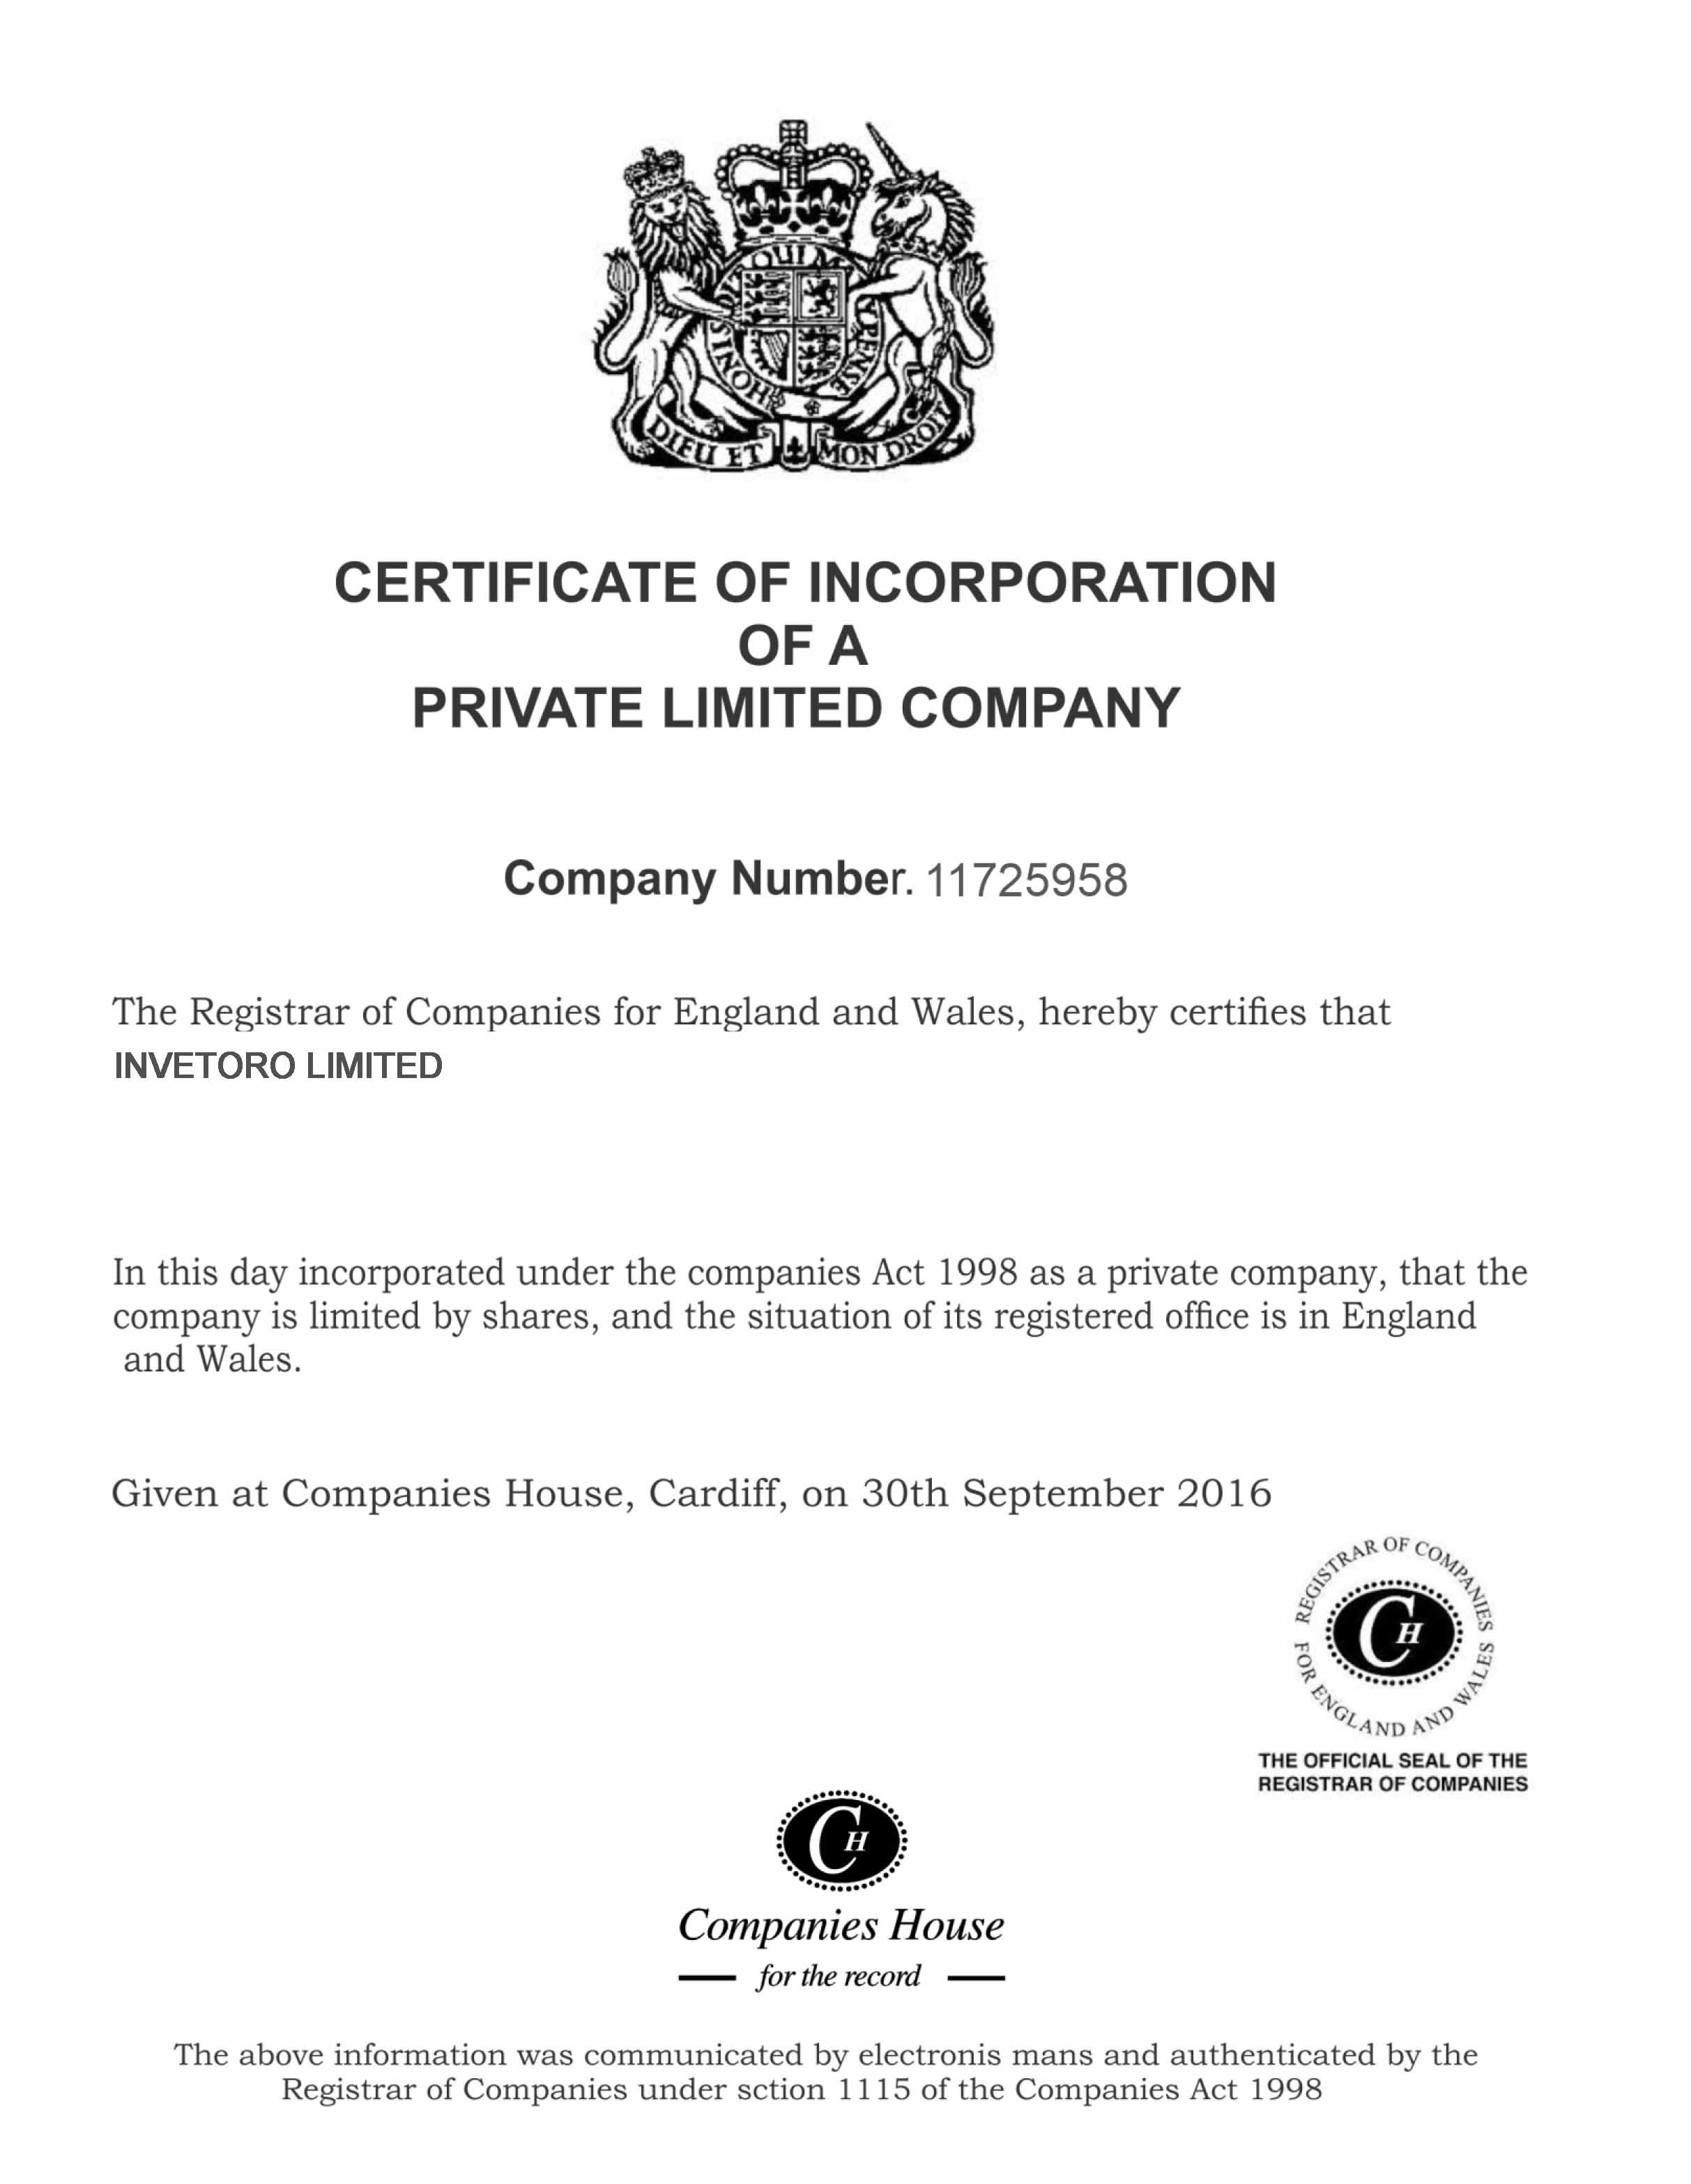 QUI M
HONI S
PENSE
DIEU ET MON DROIT
CERTIFICATE OF INCORPORATION
OF A
PRIVATE LIMITED COMPANY
Company Number. 11725958
The Registrar of Companies for England and Wales, hereby certifies that
INVETORO LIMITED
In this day incorporated under the companies Act 1998 as a private company, that the
company is limited by shares, and the situation of its registered office is in England
and Wales.
Given at Companies House, Cardiff, on 30th September 2016
REGISTRAR OF COMPANIES
FOR ENGLAND AND WALES
CH
THE OFFICIAL SEAL OF THE
REGISTRAR OF COMPANIES
CH
Companies House
for the record
The above information was communicated by electronis mans and authenticated by the
Registrar of Companies under sction 1115 of the Companies Act 1998